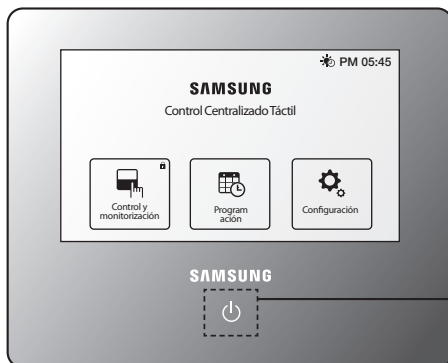 PM 05:45
SAMSUNG
Control Centralizado Táctil
Control y
monitorización
Program
ación
Configuración
SAMSUNG